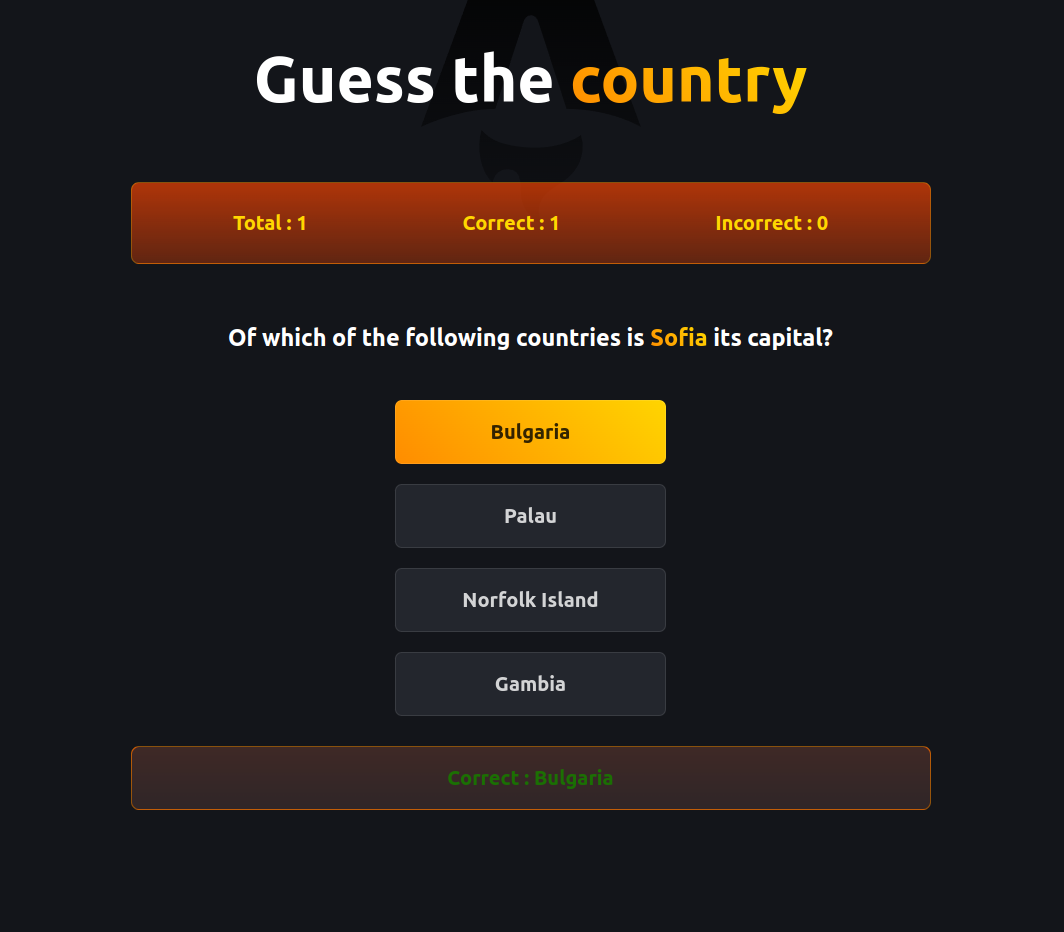 Guess the country
Total : 1 Correct : 1 Incorrect : 0
Of which of the following countries is Sofia its capital?
Bulgaria
Palau
Norfolk Island
Gambia
Correct : Bulgaria